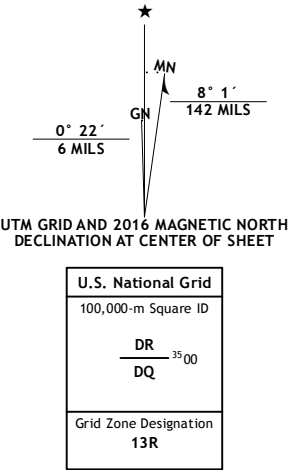 ★
MN
GN
8° 1´
142 MILS
0° 22´
6 MILS
UTM GRID AND 2016 MAGNETIC NORTH
DECLINATION AT CENTER OF SHEET
U.S. National Grid
100,000-m Square ID
DR
3500
DQ
Grid Zone Designation
13R